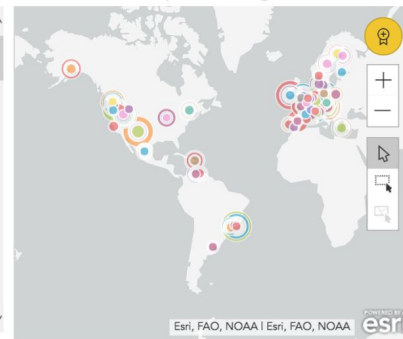 Esri, FAO, NOAA | Esri, FAO, NOAA
POWERED BY
esri